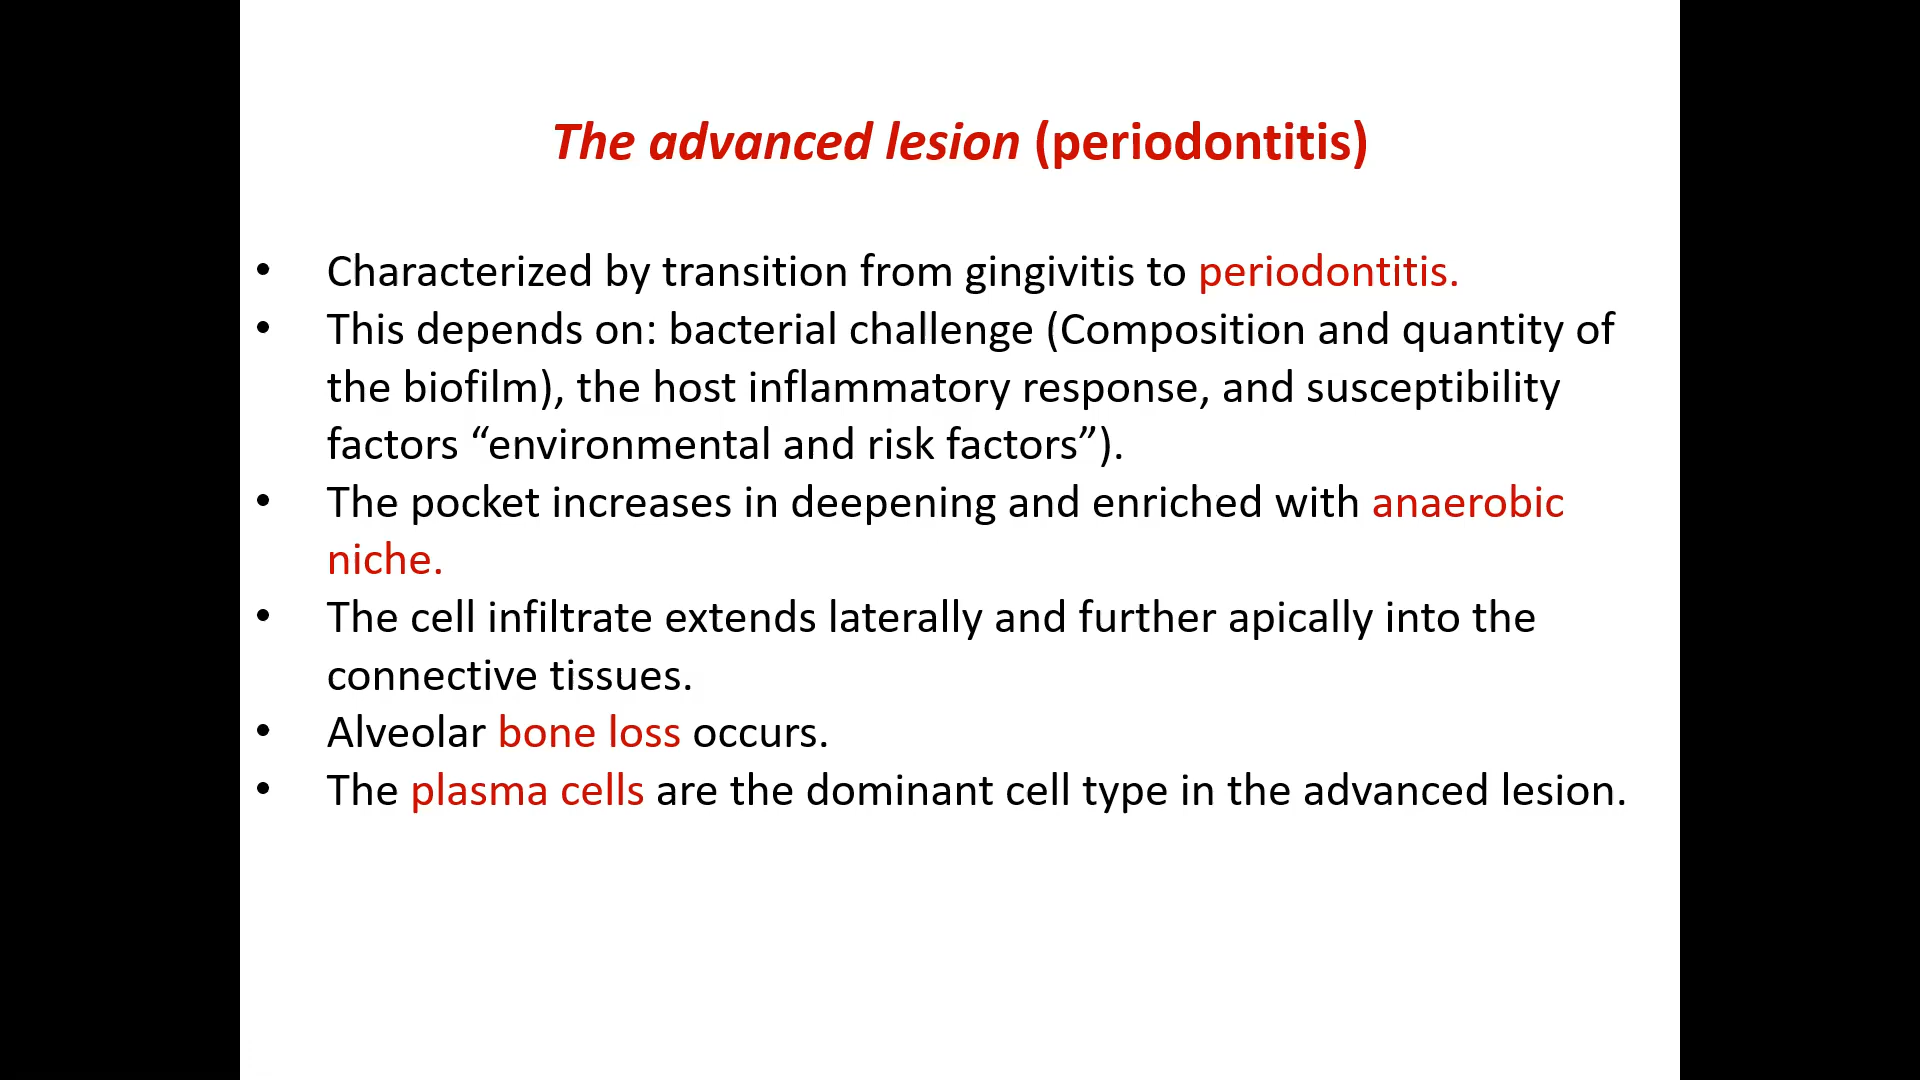 The advanced lesion (periodontitis)
• Characterized by transition from gingivitis to periodontitis.
• This depends on: bacterial challenge (Composition and quantity of
the biofilm), the host inflammatory response, and susceptibility
factors “environmental and risk factors”).
• The pocket increases in deepening and enriched with anaerobic
niche.
• The cell infiltrate extends laterally and further apically into the
connective tissues.
• Alveolar bone loss occurs.
• The plasma cells are the dominant cell type in the advanced lesion.